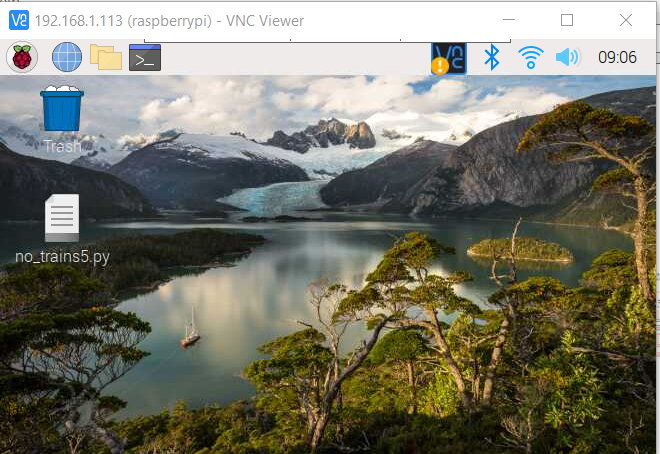 192.168.1.113 (raspberrypi) - VNC Viewer
09:06
Trash
no_trains5.py